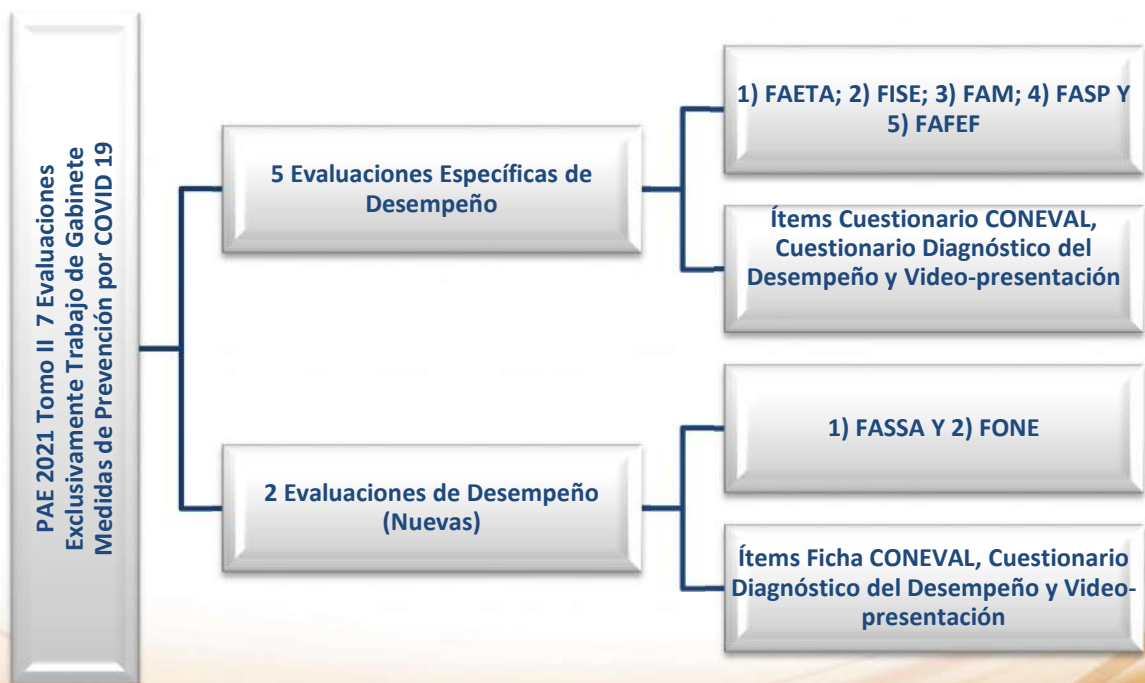 PAE 2021 Tomo II 7 Evaluaciones
Exclusivamente Trabajo de Gabinete
Medidas de Prevención por COVID 19
5 Evaluaciones Específicas de
Desempeño
1) FAETA; 2) FISE; 3) FAM; 4) FASP Y
5) FAFEF
Ítems Cuestionario CONEVAL,
Cuestionario Diagnóstico del
Desempeño y Video-presentación
2 Evaluaciones de Desempeño
(Nuevas)
1) FASSA Y 2) FONE
Ítems Ficha CONEVAL, Cuestionario
Diagnóstico del Desempeño y Video-
presentación